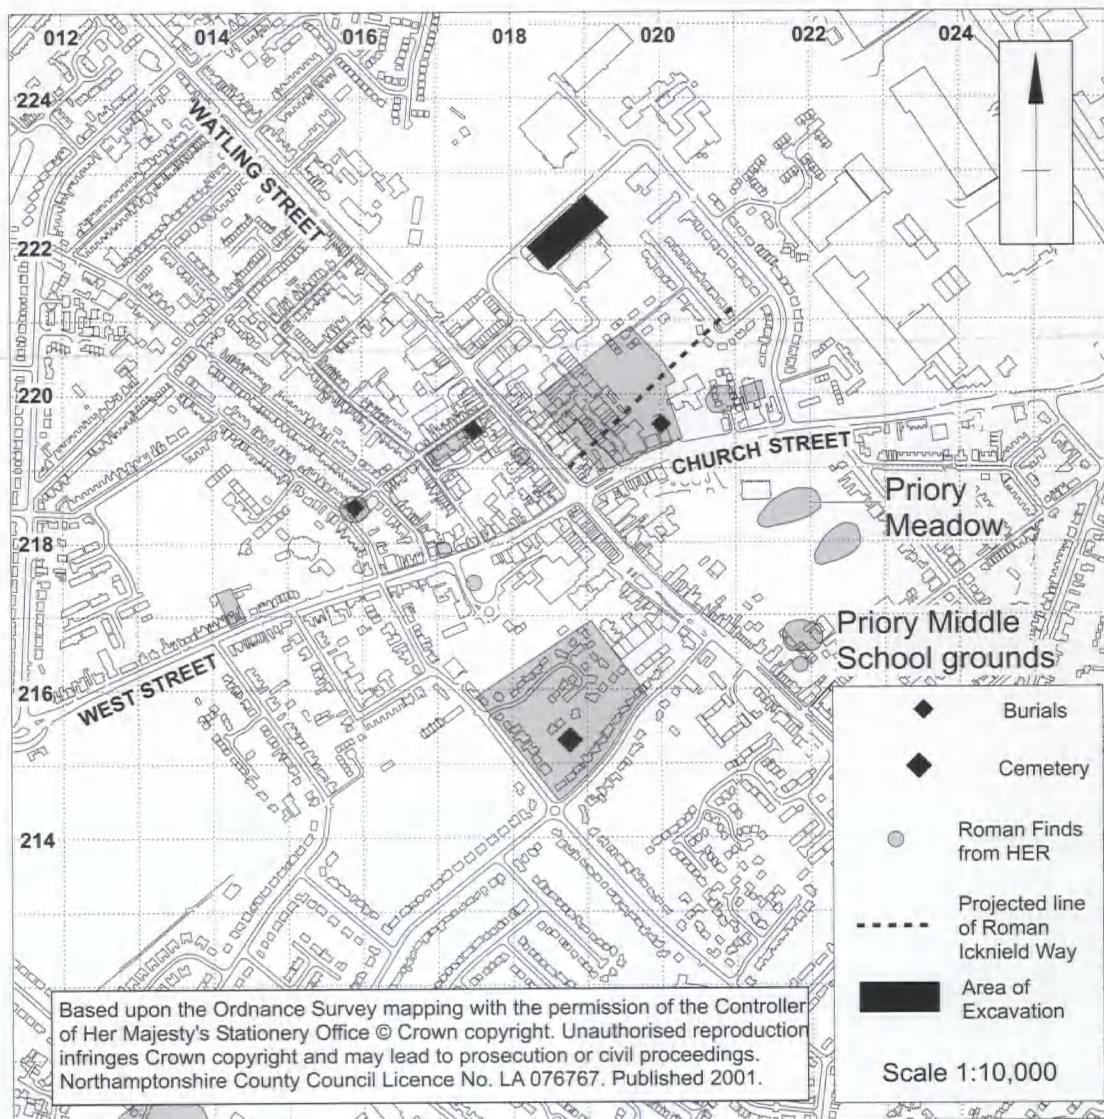 012 014 016 018 020 022 024
224
WATLING STREET
222
220
CHURCH STREET
Priory
Meadow
218
Priory Middle
School grounds
216
WEST STREET
214
Burials
Cemetery
Roman Finds
from HER
Projected line
of Roman
Icknield Way
Area of
Excavation
Scale 1:10,000
Based upon the Ordnance Survey mapping with the permission of the Controller
of Her Majesty's Stationery Office © Crown copyright. Unauthorised reproduction
infringes Crown copyright and may lead to prosecution or civil proceedings.
Northamptonshire County Council Licence No. LA 076767. Published 2001.